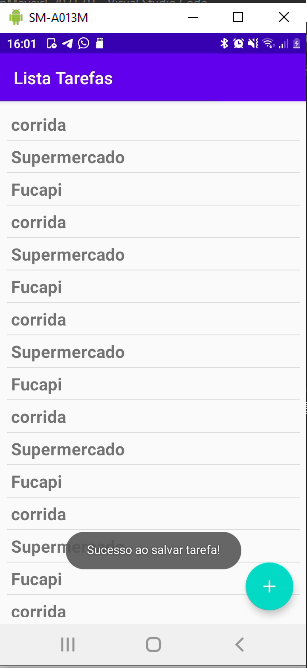 SM-A013M
16:01
Lista Tarefas
corrida
Supermercado
Fucapi
corrida
Supermercado
Fucapi
corrida
Supermercado
Fucapi
corrida
Supermercado
Fucapi
corrida
Sucesso ao salvar tarefa!
Fucapi
corrida